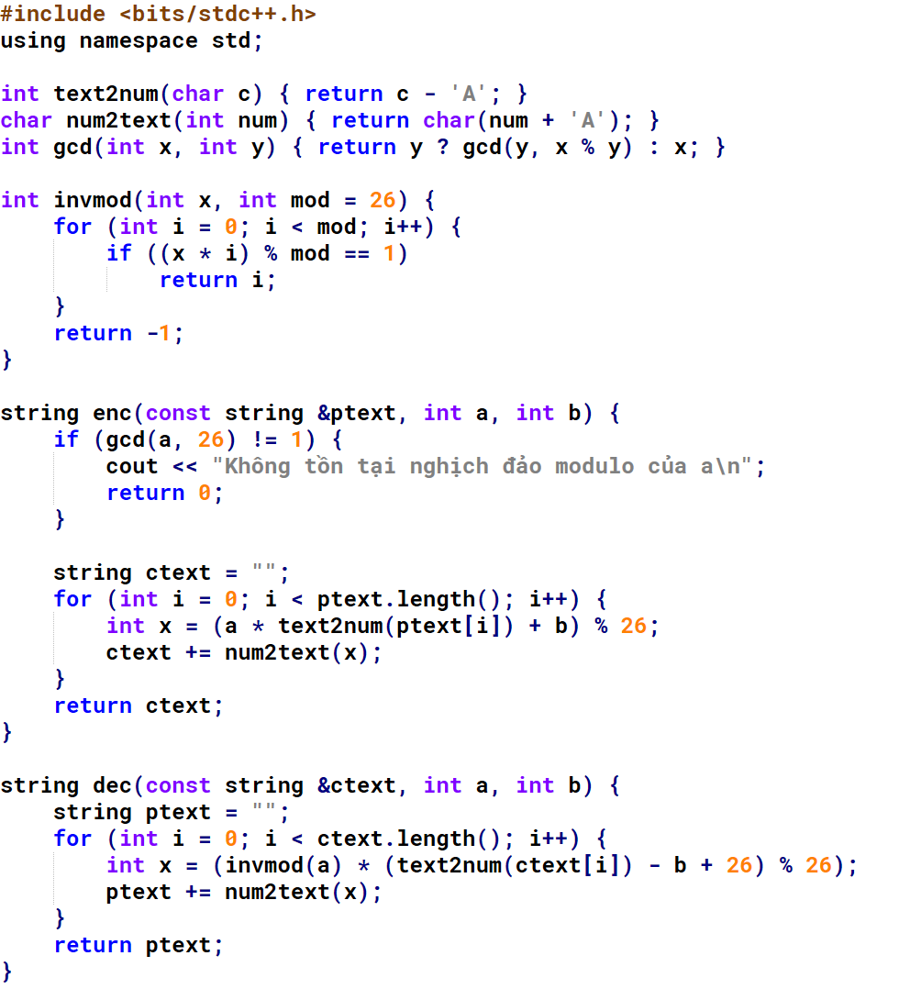 #include <bits/stdc++.h>
using namespace std;

int text2num(char c) { return c - 'A'; }
char num2text(int num) { return char(num + 'A'); }
int gcd(int x, int y) { return y ? gcd(y, x % y) : x; }

int invmod(int x, int mod = 26) {
    for (int i = 0; i < mod; i++) {
        if ((x * i) % mod == 1)
            return i;
    }
    return -1;
}

string enc(const string &ptext, int a, int b) {
    if (gcd(a, 26) != 1) {
        cout << "Không tồn tại nghịch đảo modulo của a\n";
        return 0;
    }

    string ctext = "";
    for (int i = 0; i < ptext.length(); i++) {
        int x = (a * text2num(ptext[i]) + b) % 26;
        ctext += num2text(x);
    }
    return ctext;
}

string dec(const string &ctext, int a, int b) {
    string ptext = "";
    for (int i = 0; i < ctext.length(); i++) {
        int x = (invmod(a) * (text2num(ctext[i]) - b + 26) % 26);
        ptext += num2text(x);
    }
    return ptext;
}